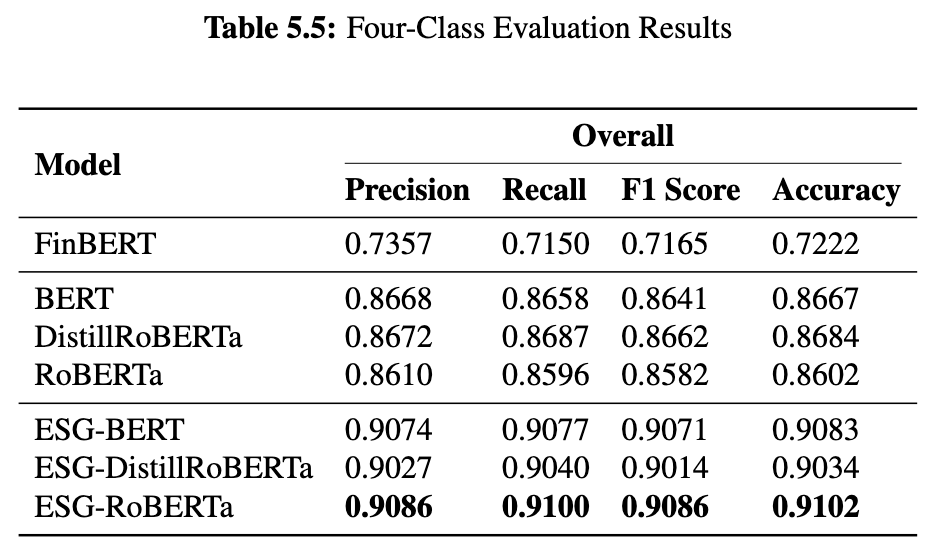 Table 5.5: Four-Class Evaluation Results
Overall
Model
Precision Recall F1 Score Accuracy
FinBERT 0.7357 0.7150 0.7165 0.7222
BERT 0.8668 0.8658 0.8641 0.8667
DistillRoBERTa 0.8672 0.8687 0.8662 0.8684
RoBERTa 0.8610 0.8596 0.8582 0.8602
ESG-BERT 0.9074 0.9077 0.9071 0.9083
ESG-DistillRoBERTa 0.9027 0.9040 0.9014 0.9034
ESG-RoBERTa 0.9086 0.9100 0.9086 0.9102